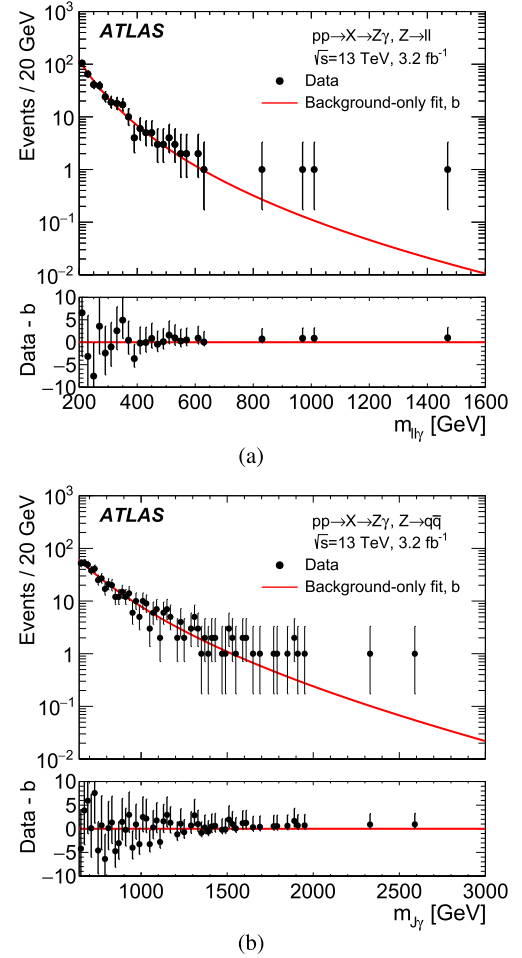 ATLAS
pp→X→Zγ, Z→ll
√s=13 TeV, 3.2 fb⁻¹
Data
Background-only fit, b
Events / 20 GeV
10³
10²
10
1
10⁻¹
10⁻²
Data - b
10
5
0
−5
−10
200 400 600 800 1000 1200 1400 1600
m_llγ [GeV]
(a)
ATLAS
pp→X→Zγ, Z→qq̄
√s=13 TeV, 3.2 fb⁻¹
Data
Background-only fit, b
Events / 20 GeV
10³
10²
10
1
10⁻¹
10⁻²
Data - b
10
5
0
−5
−10
1000 1500 2000 2500 3000
m_Jγ [GeV]
(b)